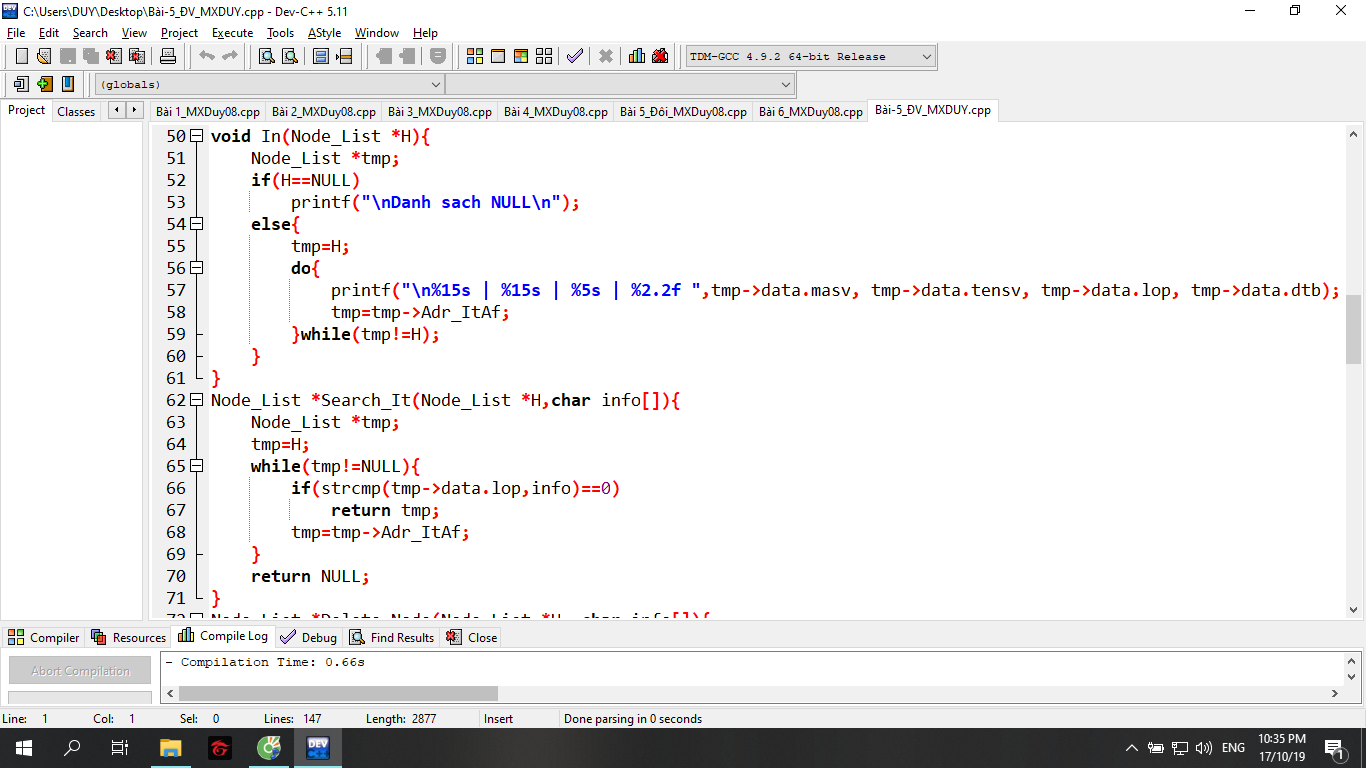 C:\Users\DUY\Desktop\Bài-5_ĐV_MXDUY.cpp - Dev-C++ 5.11
File Edit Search View Project Execute Tools AStyle Window Help
TDM-GCC 4.9.2 64-bit Release
(globals)
Project Classes Bài 1_MXDuy08.cpp Bài 2_MXDuy08.cpp Bài 3_MXDuy08.cpp Bài 4_MXDuy08.cpp Bài 5_Đôi_MXDuy08.cpp Bài 6_MXDuy08.cpp Bài-5_ĐV_MXDUY.cpp
50 void In(Node_List *H){
51 Node_List *tmp;
52 if(H==NULL)
53 printf("\nDanh sach NULL\n");
54 else{
55 tmp=H;
56 do{
57 printf("\n%15s | %15s | %5s | %2.2f ",tmp->data.masv, tmp->data.tensv, tmp->data.lop, tmp->data.dtb);
58 tmp=tmp->Adr_ItAf;
59 }while(tmp!=H);
60 }
61 }
62 Node_List *Search_It(Node_List *H,char info[]){
63 Node_List *tmp;
64 tmp=H;
65 while(tmp!=NULL){
66 if(strcmp(tmp->data.lop,info)==0)
67 return tmp;
68 tmp=tmp->Adr_ItAf;
69 }
70 return NULL;
71 }
72 Node_List *Delete_Node(Node_List *H, char info[]){
Compiler Resources Compile Log Debug Find Results Close
Abort Compilation
- Compilation Time: 0.66s
Line: 1 Col: 1 Sel: 0 Lines: 147 Length: 2877 Insert Done parsing in 0 seconds
DEV
ENG
10:35 PM
17/10/19
1